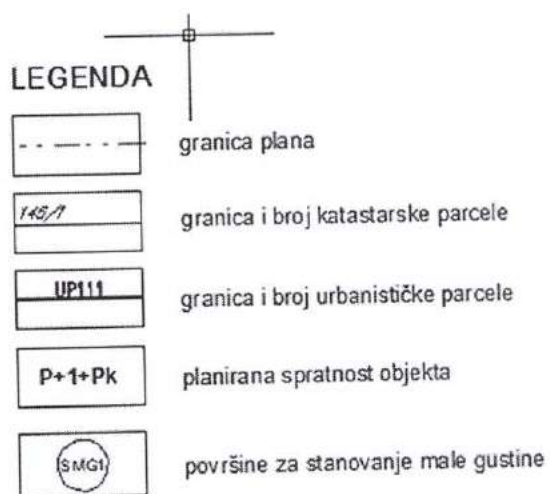 LEGENDA
granica plana
145/1 granica i broj katastarske parcele
UP111 granica i broj urbanističke parcele
P+1+Pk planirana spratnost objekta
SMG1 površine za stanovanje male gustine